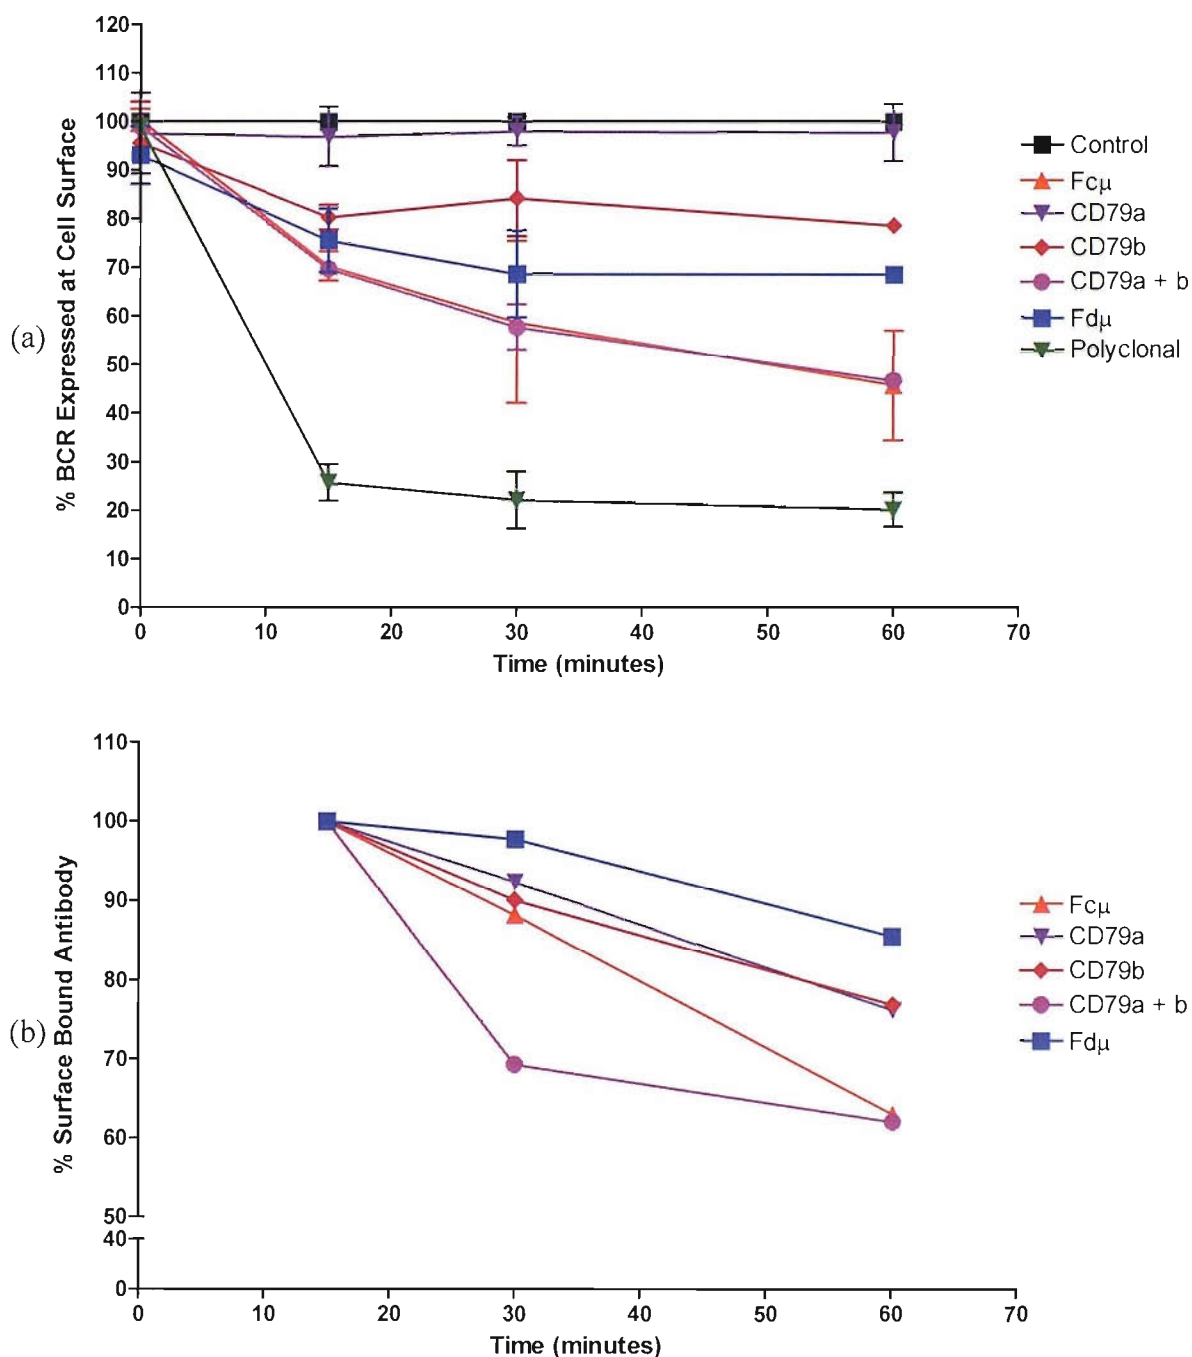 120
110
100
90
80
70
60
50
40
30
20
10
0
% BCR Expressed at Cell Surface
(a)
0 10 20 30 40 50 60 70
Time (minutes)
Control
Fcμ
CD79a
CD79b
CD79a + b
Fdμ
Polyclonal
110
100
90
80
70
60
50
40
0
% Surface Bound Antibody
(b)
0 10 20 30 40 50 60 70
Time (minutes)
Fcμ
CD79a
CD79b
CD79a + b
Fdμ